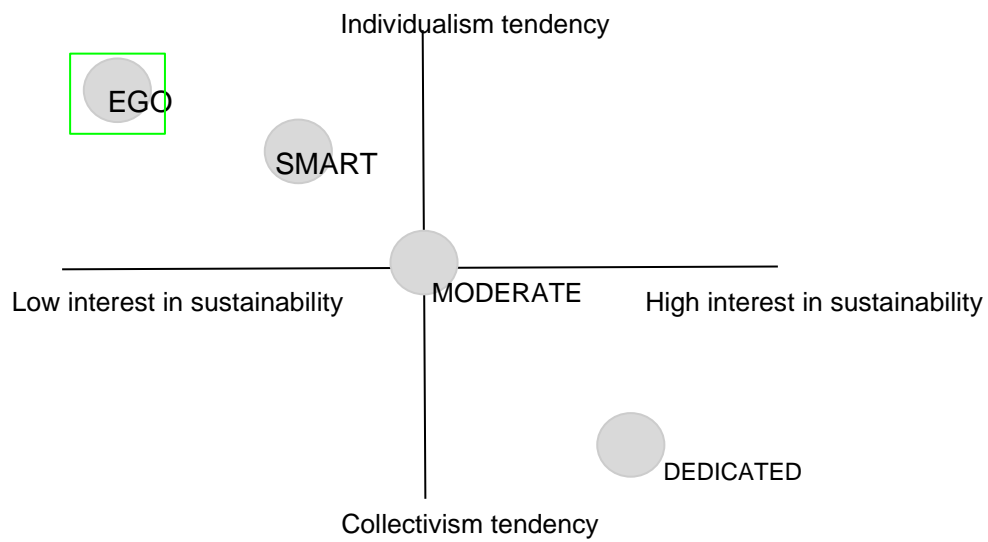 Individualism tendency
EGO
SMART
MODERATE
Low interest in sustainability
High interest in sustainability
DEDICATED
Collectivism tendency